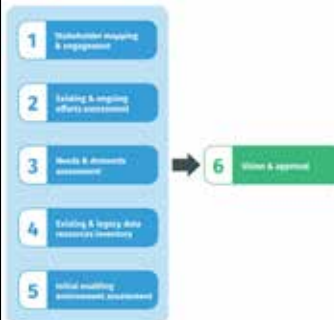 1
Stakeholder mapping
& engagement
2
Existing & ongoing
efforts assessment
3
Needs & demands
assessment
4
Existing & legacy data
resources inventory
5
Initial enabling
environment assessment
6
Vision & approval